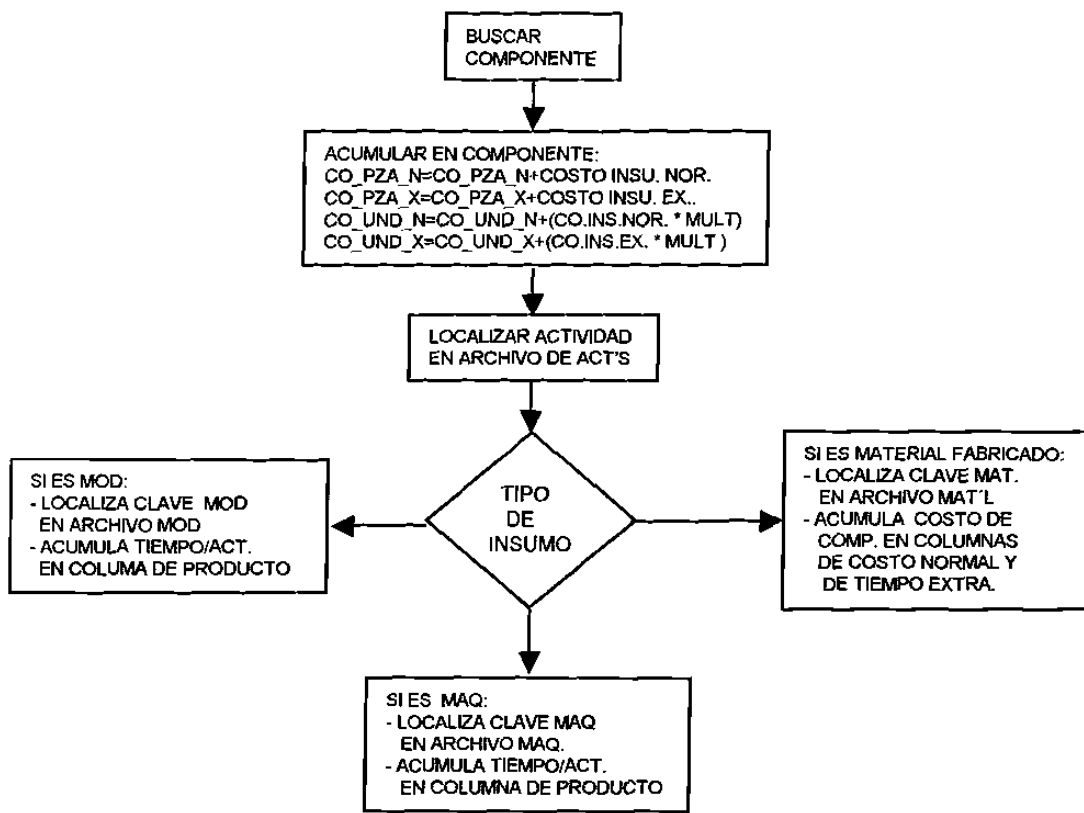 BUSCAR
COMPONENTE
ACUMULAR EN COMPONENTE:
CO_PZA_N=CO_PZA_N+COSTO INSU. NOR.
CO_PZA_X=CO_PZA_X+COSTO INSU. EX..
CO_UND_N=CO_UND_N+(CO.INS.NOR. * MULT)
CO_UND_X=CO_UND_X+(CO.INS.EX. * MULT )
LOCALIZAR ACTIVIDAD
EN ARCHIVO DE ACT'S
TIPO
DE
INSUMO
SI ES MOD:
- LOCALIZA CLAVE MOD
EN ARCHIVO MOD
- ACUMULA TIEMPO/ACT.
EN COLUMA DE PRODUCTO
SI ES MATERIAL FABRICADO:
- LOCALIZA CLAVE MAT.
EN ARCHIVO MAT´L
- ACUMULA COSTO DE
COMP. EN COLUMNAS
DE COSTO NORMAL Y
DE TIEMPO EXTRA.
SI ES MAQ:
- LOCALIZA CLAVE MAQ
EN ARCHIVO MAQ.
- ACUMULA TIEMPO/ACT.
EN COLUMNA DE PRODUCTO